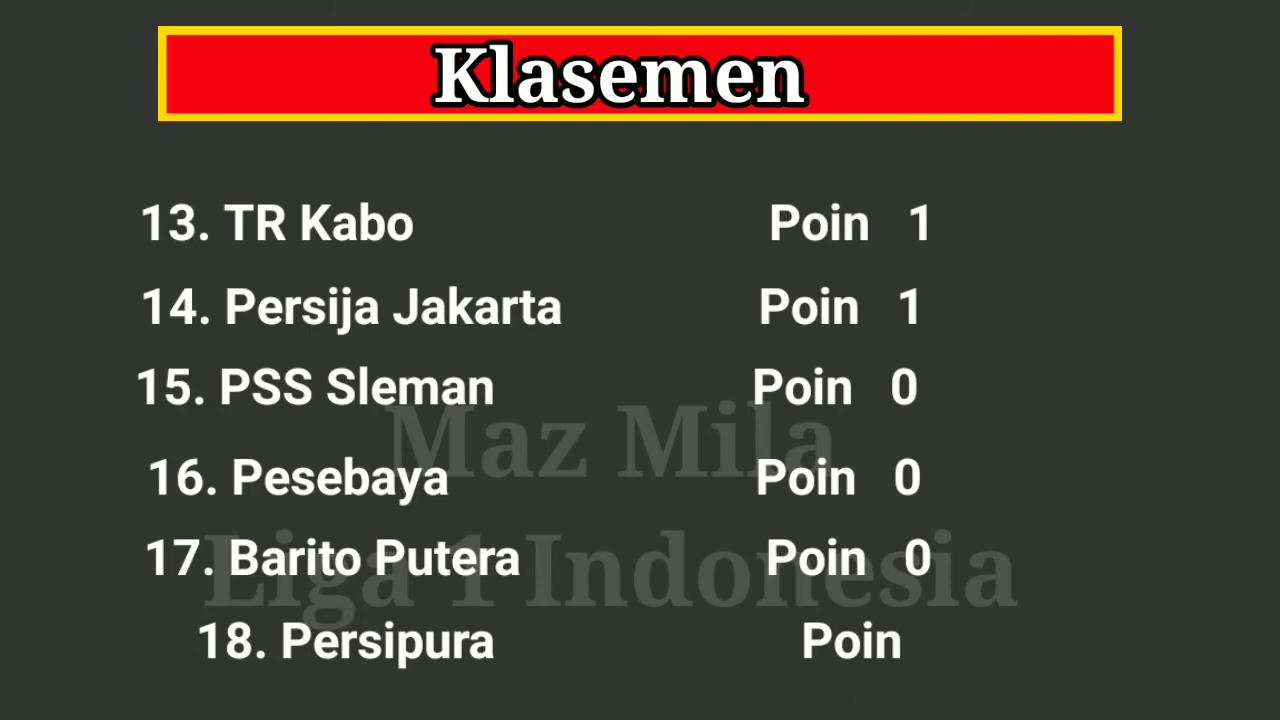 Klasemen
13. TR Kabo Poin 1
14. Persija Jakarta Poin 1
15. PSS Sleman Poin 0
Maz Mila
16. Pesebaya Poin 0
17. Barito Putera Poin 0
Liga 1 Indonesia
18. Persipura Poin